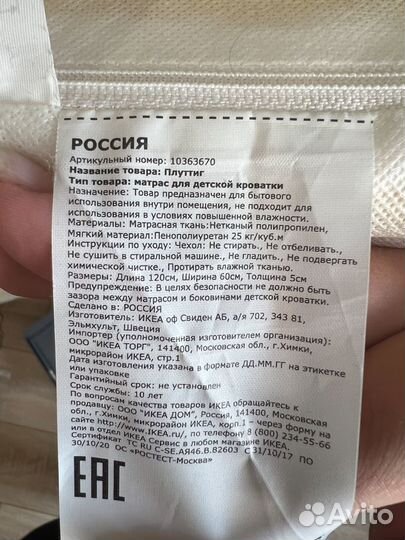 РОССИЯ
Артикульный номер: 10363670
Название товара: Плуттиг
Тип товара: матрас для детской кроватки
Назначение: Товар предназначен для бытового
использования внутри помещения, не подходит для
использования в условиях повышенной влажности.
Материалы: Матрасная ткань:Нетканый полипропилен,
Мягкий материал:Пенополиуретан 25 кг/куб.м
Инструкции по уходу: Чехол: Не стирать., Не отбеливать.,
Не сушить в стиральной машине., Не гладить., Не подвергать
химической чистке., Протирать влажной тканью.
Размеры: Длина 120см, Ширина 60см, Толщина 5см
Предупреждение: В целях безопасности не должно быть
зазора между матрасом и боковинами детской кроватки.
Сделано в: РОССИЯ
Изготовитель: ИКЕА оф Свиден АБ, а/я 702, 343 81,
Эльмхульт, Швеция
Импортер (уполномоченная изготовителем организация):
ООО "ИКЕА ТОРГ", 141400, Московская обл., г.Химки,
микрорайон ИКЕА, стр.1
Дата изготовления указана в формате ДД.ММ.ГГ на этикетке
или упаковке
Гарантийный срок: не установлен
Срок службы: 10 лет
По вопросам качества товаров ИКЕА обращайтесь к
продавцу: ООО "ИКЕА ДОМ", Россия, 141400, Московская
обл., г.Химки, микрорайон ИКЕА, корп.1 – через форму на
сайте http://www.IKEA.ru/, по телефону 8 (800) 234-55-66
или в отдел ИКЕА Сервис в любом магазине ИКЕА.
Сертификат ТС RU C-SE.АЯ46.В.82603 С 31/10/17 ПО
30/10/20 ОС «РОСТЕСТ-Москва»
ЕАС
Avito